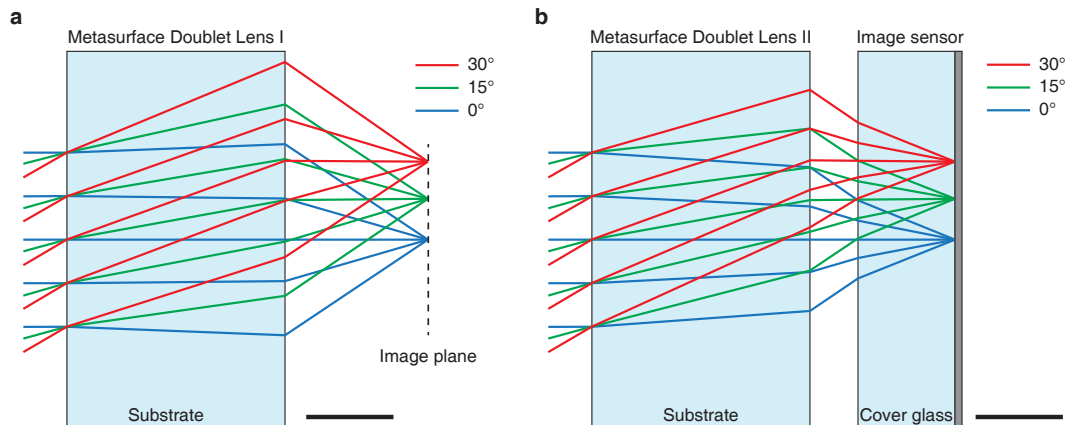 a
Metasurface Doublet Lens I
30°
15°
0°
Image plane
Substrate
b
Metasurface Doublet Lens II
Image sensor
30°
15°
0°
Substrate
Cover glass